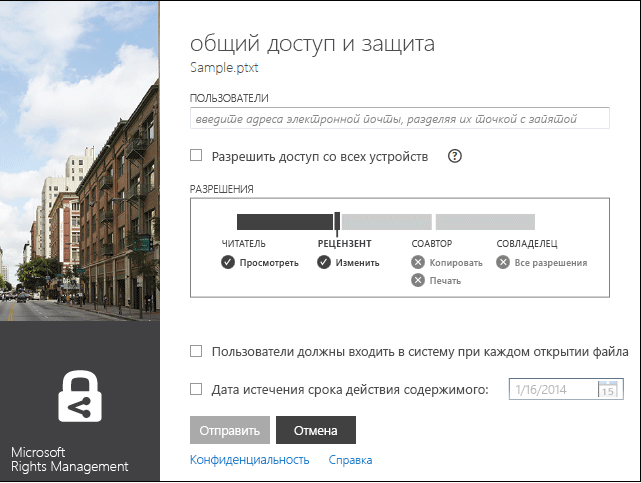 общий доступ и защита
Sample.ptxt
ПОЛЬЗОВАТЕЛИ
введите адреса электронной почты, разделяя их точкой с запятой
Разрешить доступ со всех устройств ?
РАЗРЕШЕНИЯ
ЧИТАТЕЛЬ РЕЦЕНЗЕНТ СОАВТОР СОВЛАДЕЛЕЦ
Просмотреть Изменить Копировать Все разрешения
Печать
Пользователи должны входить в систему при каждом открытии файла
Дата истечения срока действия содержимого: 1/16/2014 15
Отправить Отмена
Конфиденциальность Справка
Microsoft
Rights Management